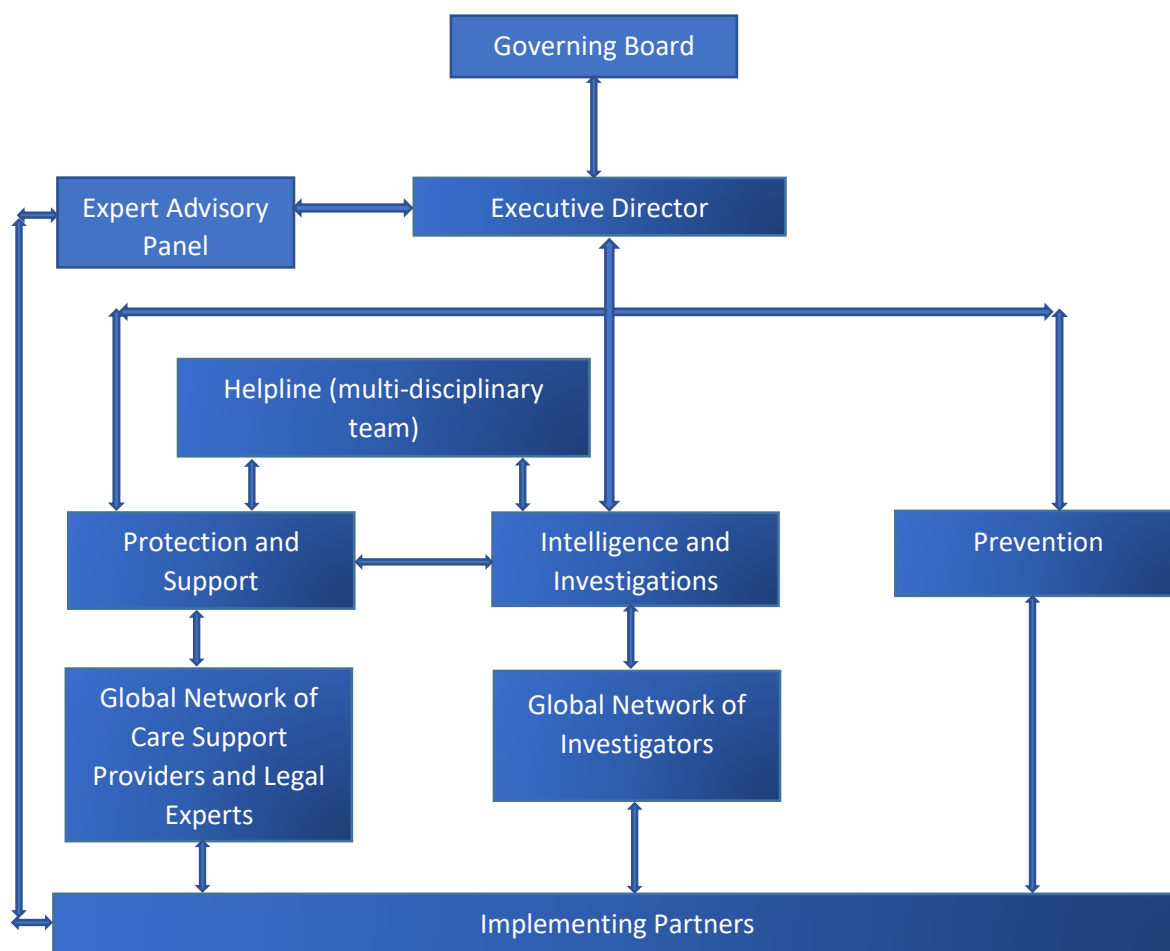 Governing Board
Expert Advisory
Panel
Executive Director
Helpline (multi-disciplinary
team)
Protection and
Support
Intelligence and
Investigations
Prevention
Global Network of
Care Support
Providers and Legal
Experts
Global Network of
Investigators
Implementing Partners